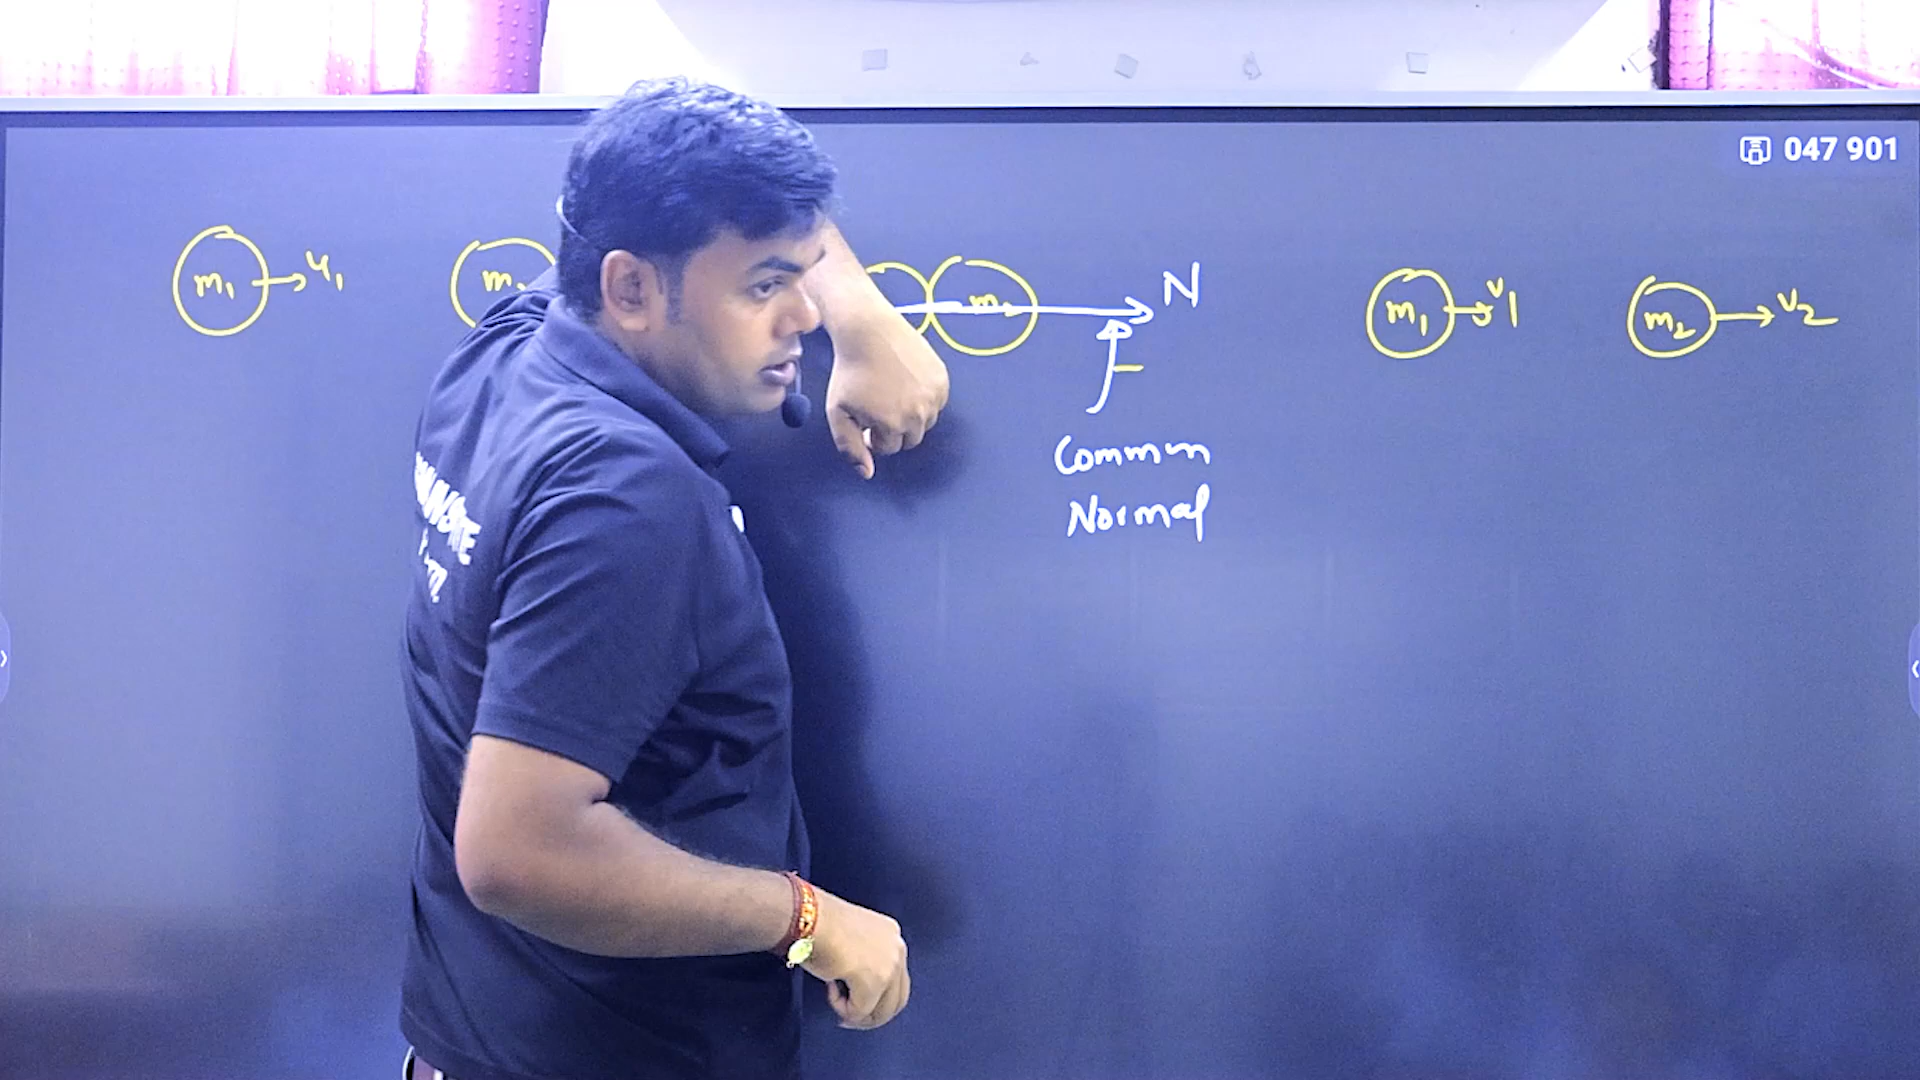 047 901
m₁ → u₁
m
m
N
m₁ → v1
m₂ → v2
Common
Normal